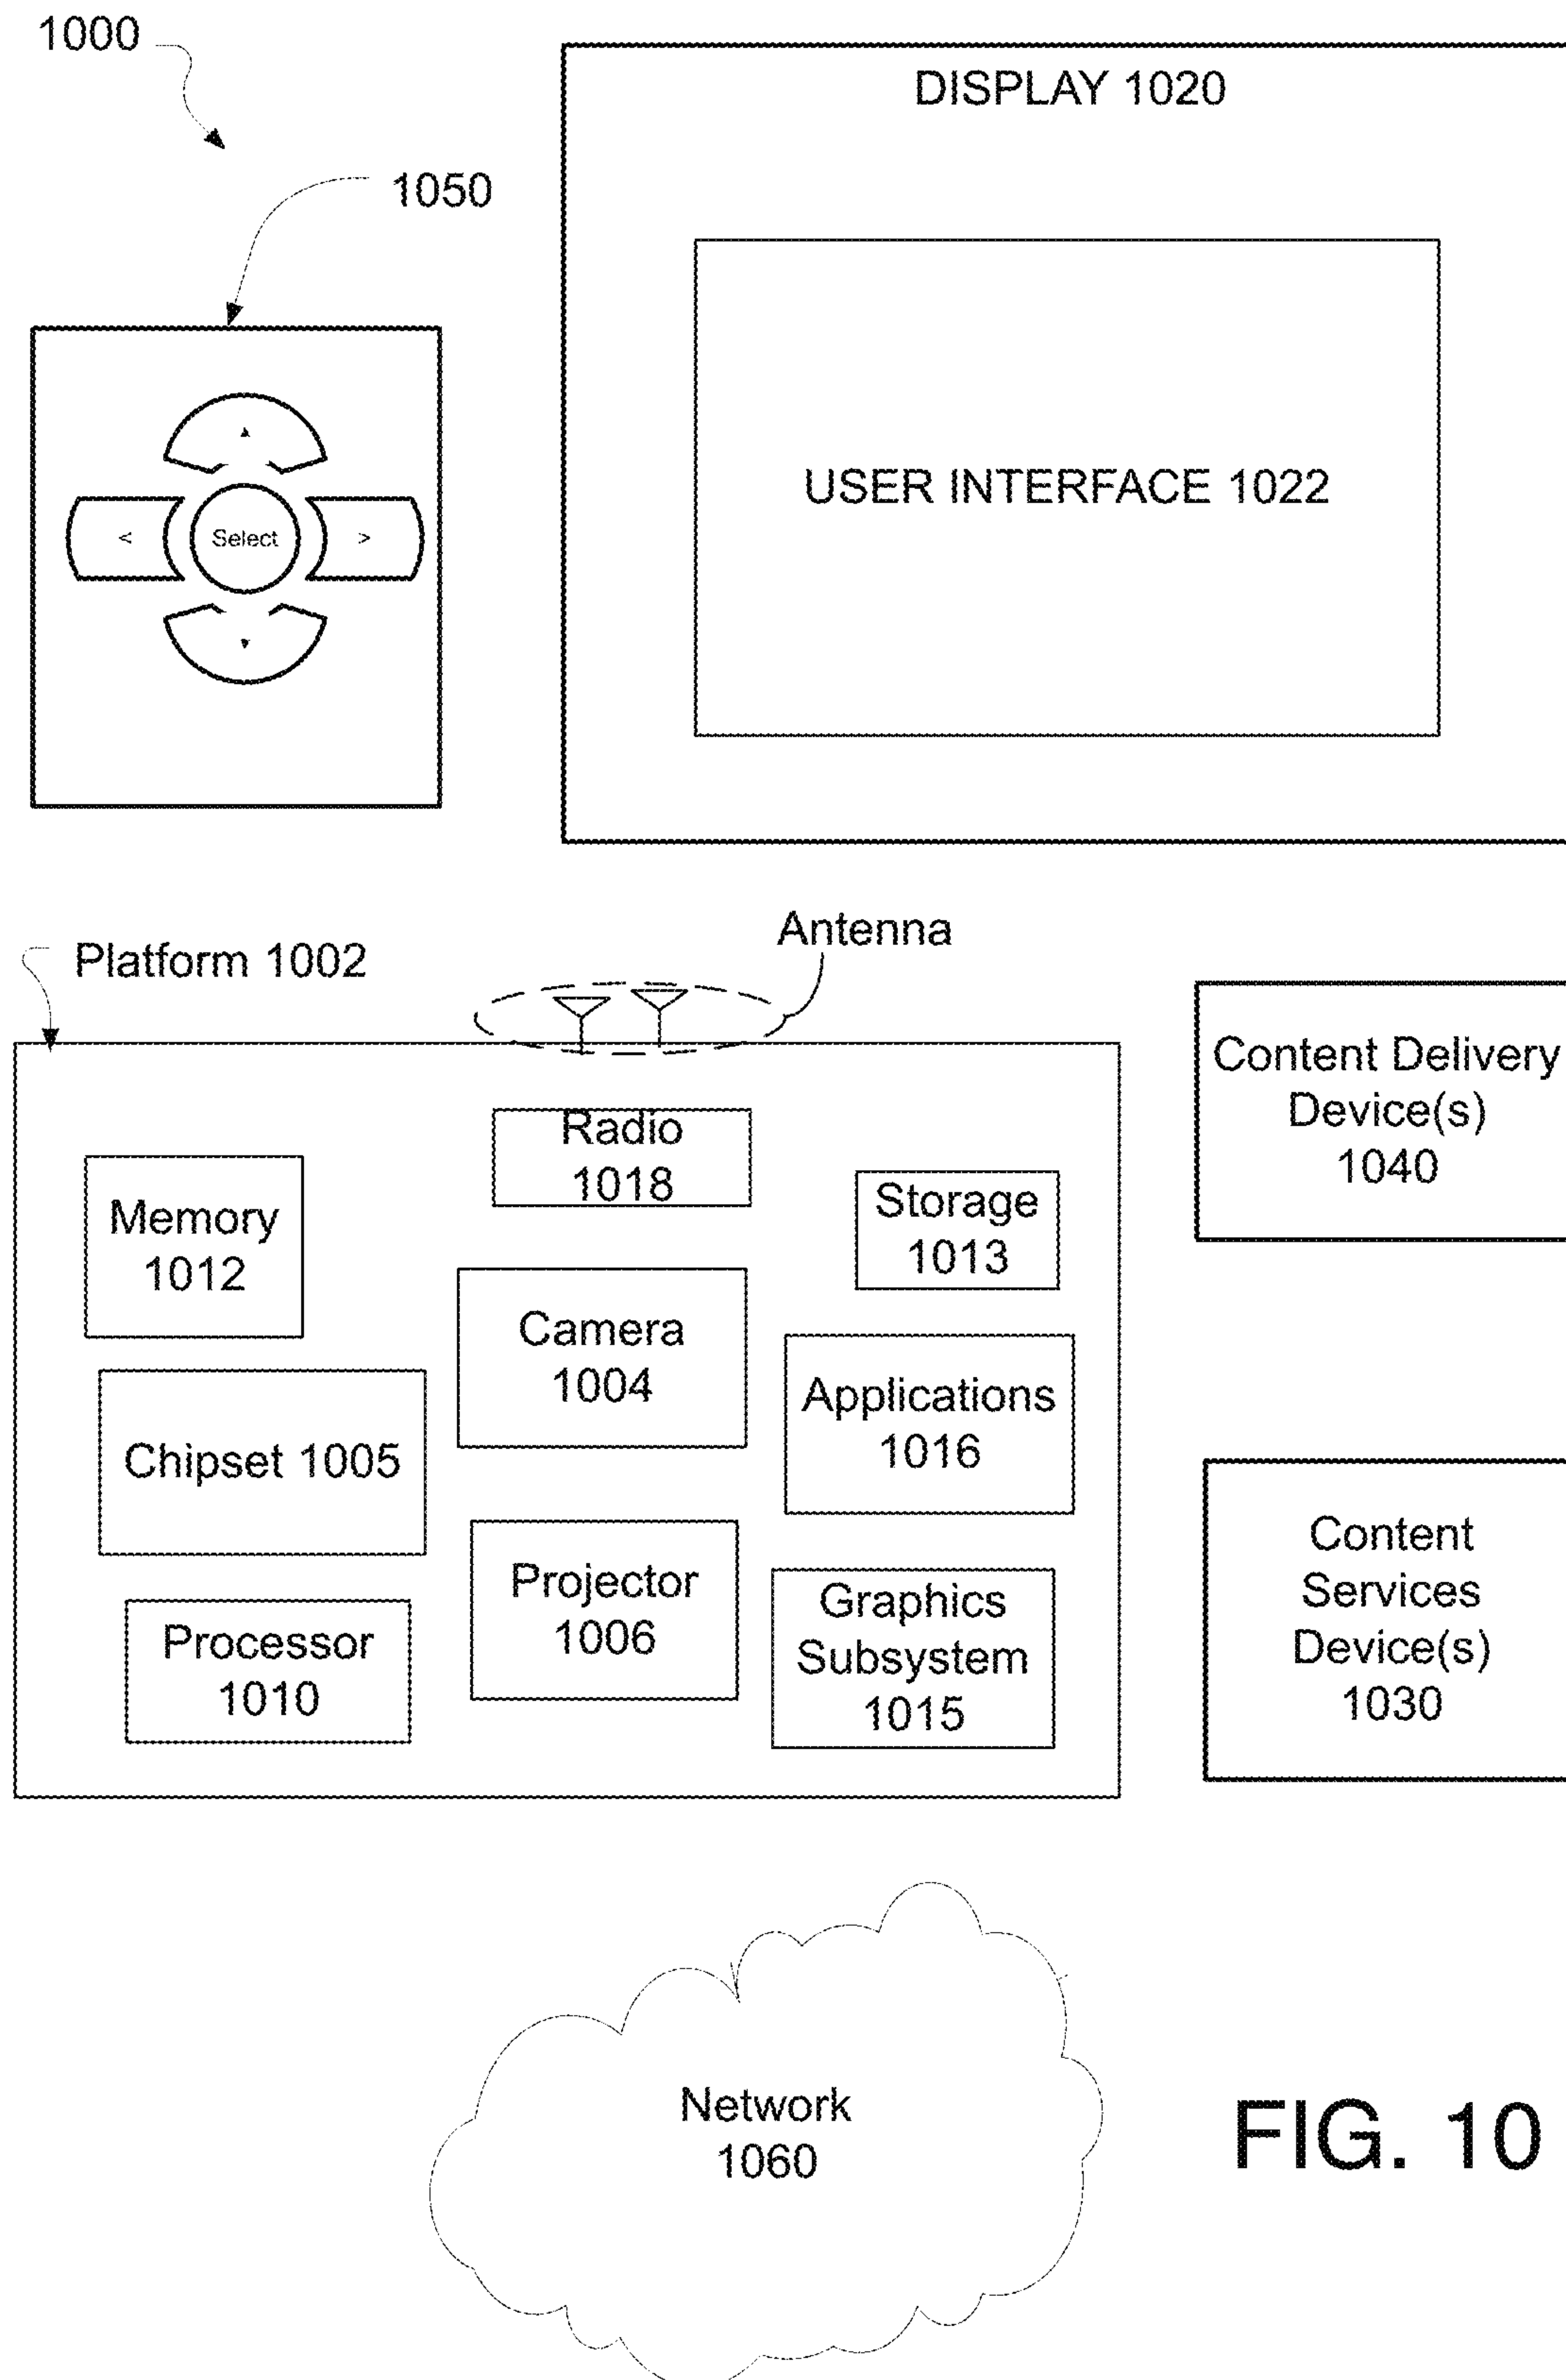 1000
DISPLAY 1020
1050
USER INTERFACE 1022
<
Select
>
Antenna
Platform 1002
Content Delivery
Device(s)
1040
Radio
1018
Memory
1012
Storage
1013
Camera
1004
Applications
1016
Chipset 1005
Content
Services
Device(s)
1030
Projector
1006
Graphics
Subsystem
1015
Processor
1010
Network
1060
FIG. 10